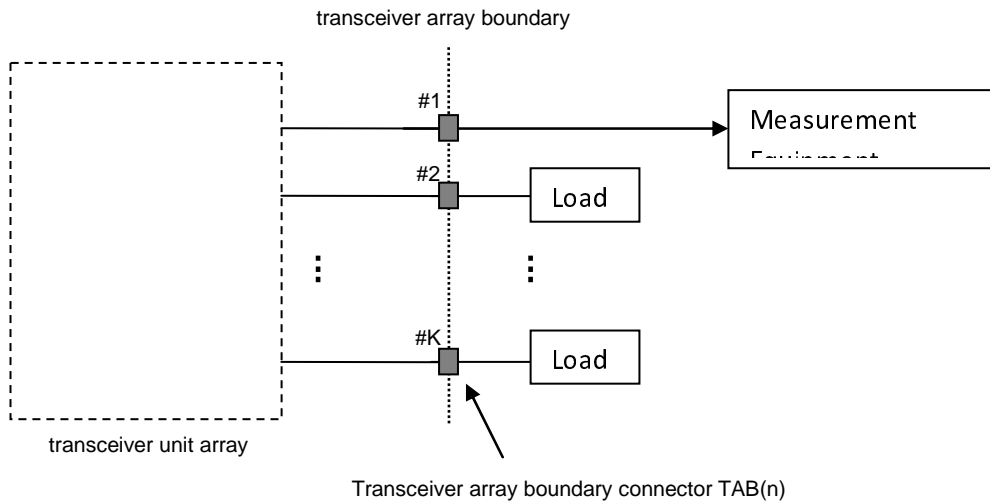 transceiver array boundary
#1
Measurement
#2
Load
#K
Load
transceiver unit array
Transceiver array boundary connector TAB(n)